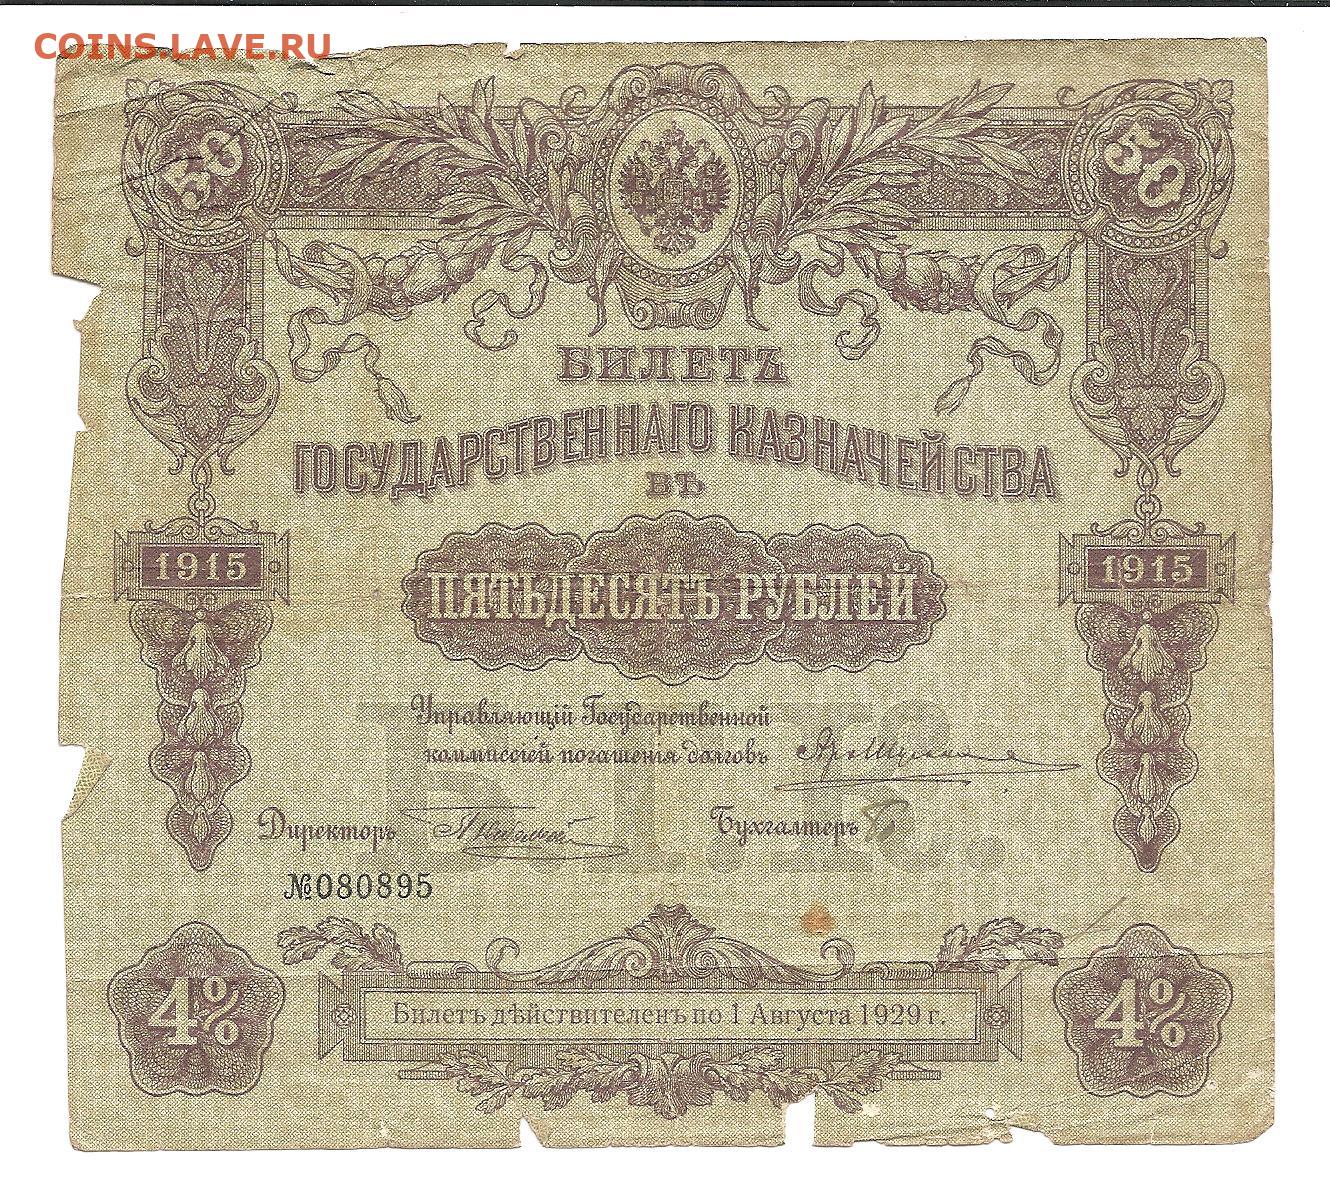 COINS.LAVE.RU
50
50
БИЛЕТЪ
ГОСУДАРСТВЕННАГО КАЗНАЧЕЙСТВА
ВЪ
1915
1915
ПЯТЬДЕСЯТЪ РУБЛЕЙ
Управляющій Государственной
коммиссіей погашенія долговъ
Директоръ
Бухгалтеръ
№080895
4%
4%
Билетъ дѣйствителенъ по 1 Августа 1929 г.